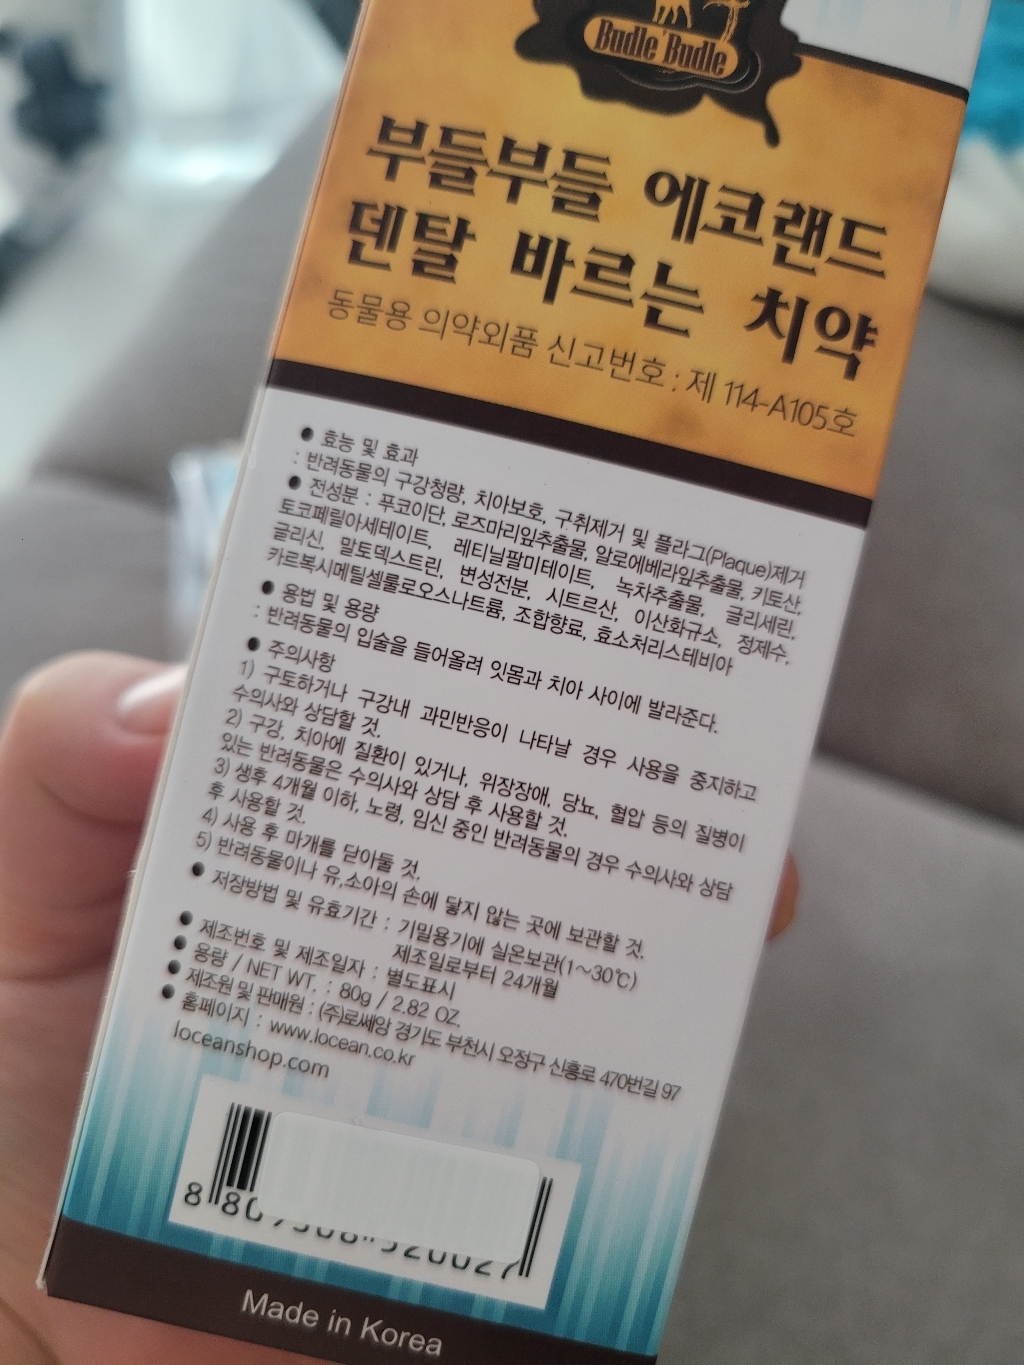 Budle'Budle
부들부들 에코랜드
덴탈 바르는 치약
동물용 의약외품 신고번호 : 제 114-A105호
● 효능 및 효과
: 반려동물의 구강청량, 치아보호, 구취제거 및 플라그(Plaque)제거
● 전성분 : 푸코이단, 로즈마리잎추출물, 알로에베라잎추출물, 키토산,
토코페릴아세테이트, 레티닐팔미테이트, 녹차추출물, 글리세린,
글리신, 말토덱스트린, 변성전분, 시트르산, 이산화규소, 정제수,
카르복시메틸셀룰로오스나트륨, 조합향료, 효소처리스테비아
● 용법 및 용량
: 반려동물의 입술을 들어올려 잇몸과 치아 사이에 발라준다.
● 주의사항
1) 구토하거나 구강내 과민반응이 나타날 경우 사용을 중지하고
수의사와 상담할 것.
2) 구강, 치아에 질환이 있거나, 위장장애, 당뇨, 혈압 등의 질병이
있는 반려동물은 수의사와 상담 후 사용할 것.
3) 생후 4개월 이하, 노령, 임신 중인 반려동물의 경우 수의사와 상담
후 사용할 것.
4) 사용 후 마개를 닫아둘 것.
5) 반려동물이나 유,소아의 손에 닿지 않는 곳에 보관할 것.
● 저장방법 및 유효기간 : 기밀용기에 실온보관(1~30℃)
제조일로부터 24개월
● 제조번호 및 제조일자 : 별도표시
● 용량 / NET WT. : 80g / 2.82 OZ.
● 제조원 및 판매원 : (주)로쎄앙 경기도 부천시 오정구 신흥로 470번길 97
● 홈페이지 : www.locean.co.kr
loceanshop.com
Made in Korea